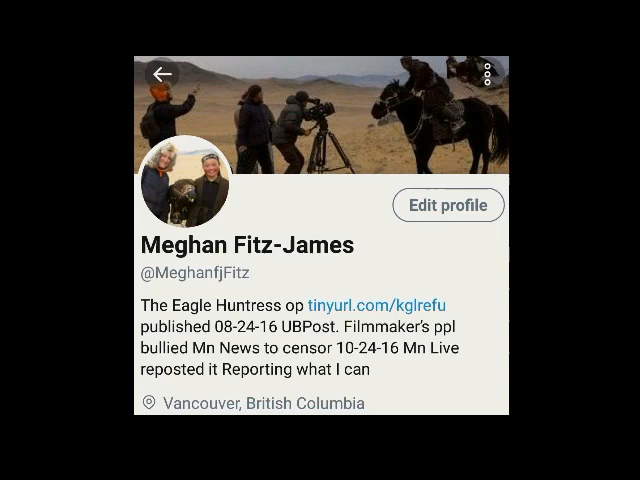 Edit profile
Meghan Fitz-James
@MeghanfjFitz
The Eagle Huntress op tinyurl.com/kglrefu
published 08-24-16 UBPost. Filmmaker's ppl
bullied Mn News to censor 10-24-16 Mn Live
reposted it Reporting what I can
Vancouver, British Columbia